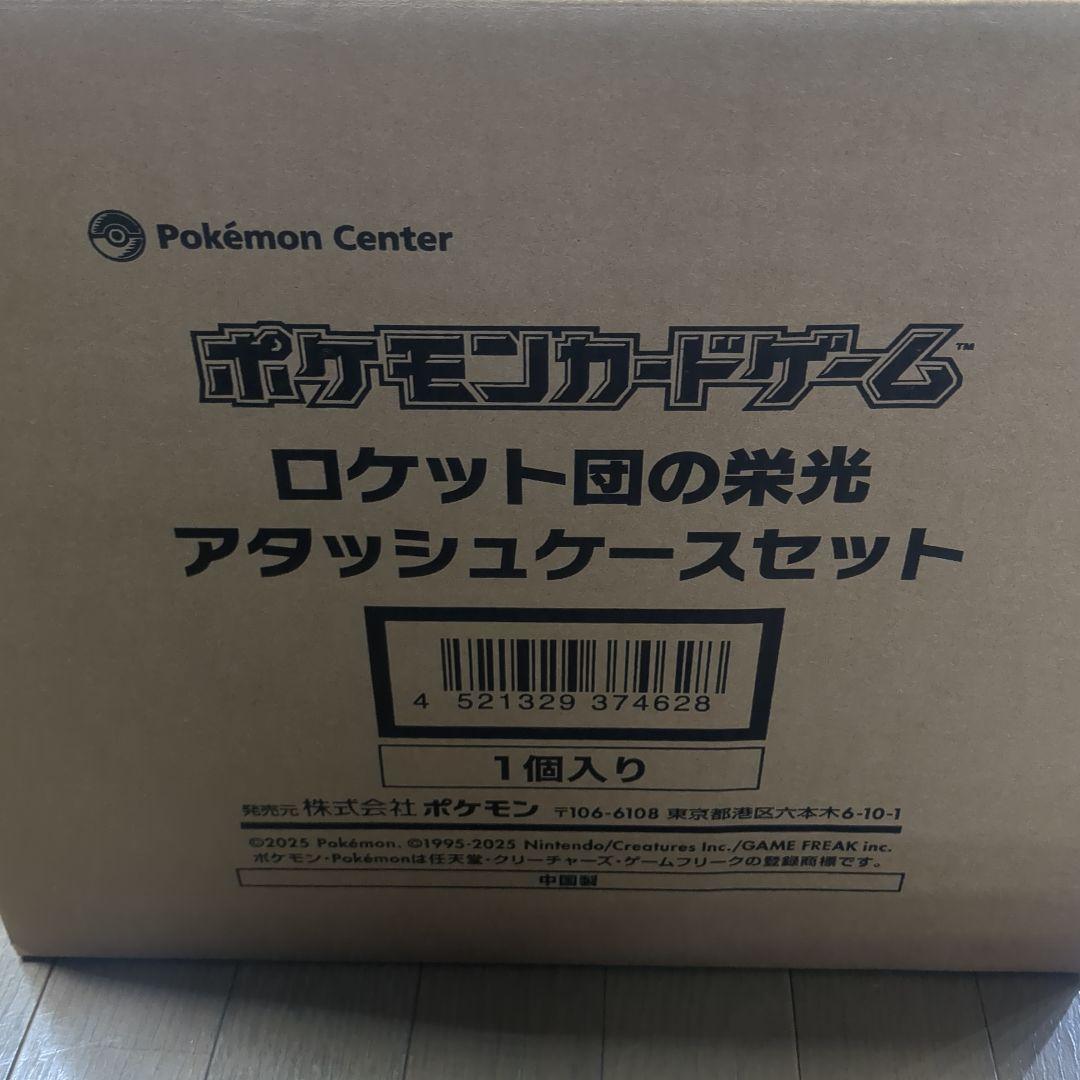 Pokémon Center
ポケモンカードゲーム™
ロケット団の栄光
アタッシュケースセット
4 521329 374628
1個入り
発売元 株式会社 ポケモン 〒106-6108 東京都港区六本木6-10-1
©2025 Pokémon. ©1995-2025 Nintendo/Creatures Inc./GAME FREAK inc.
ポケモン・Pokémonは任天堂・クリーチャーズ・ゲームフリークの登録商標です。
中国製